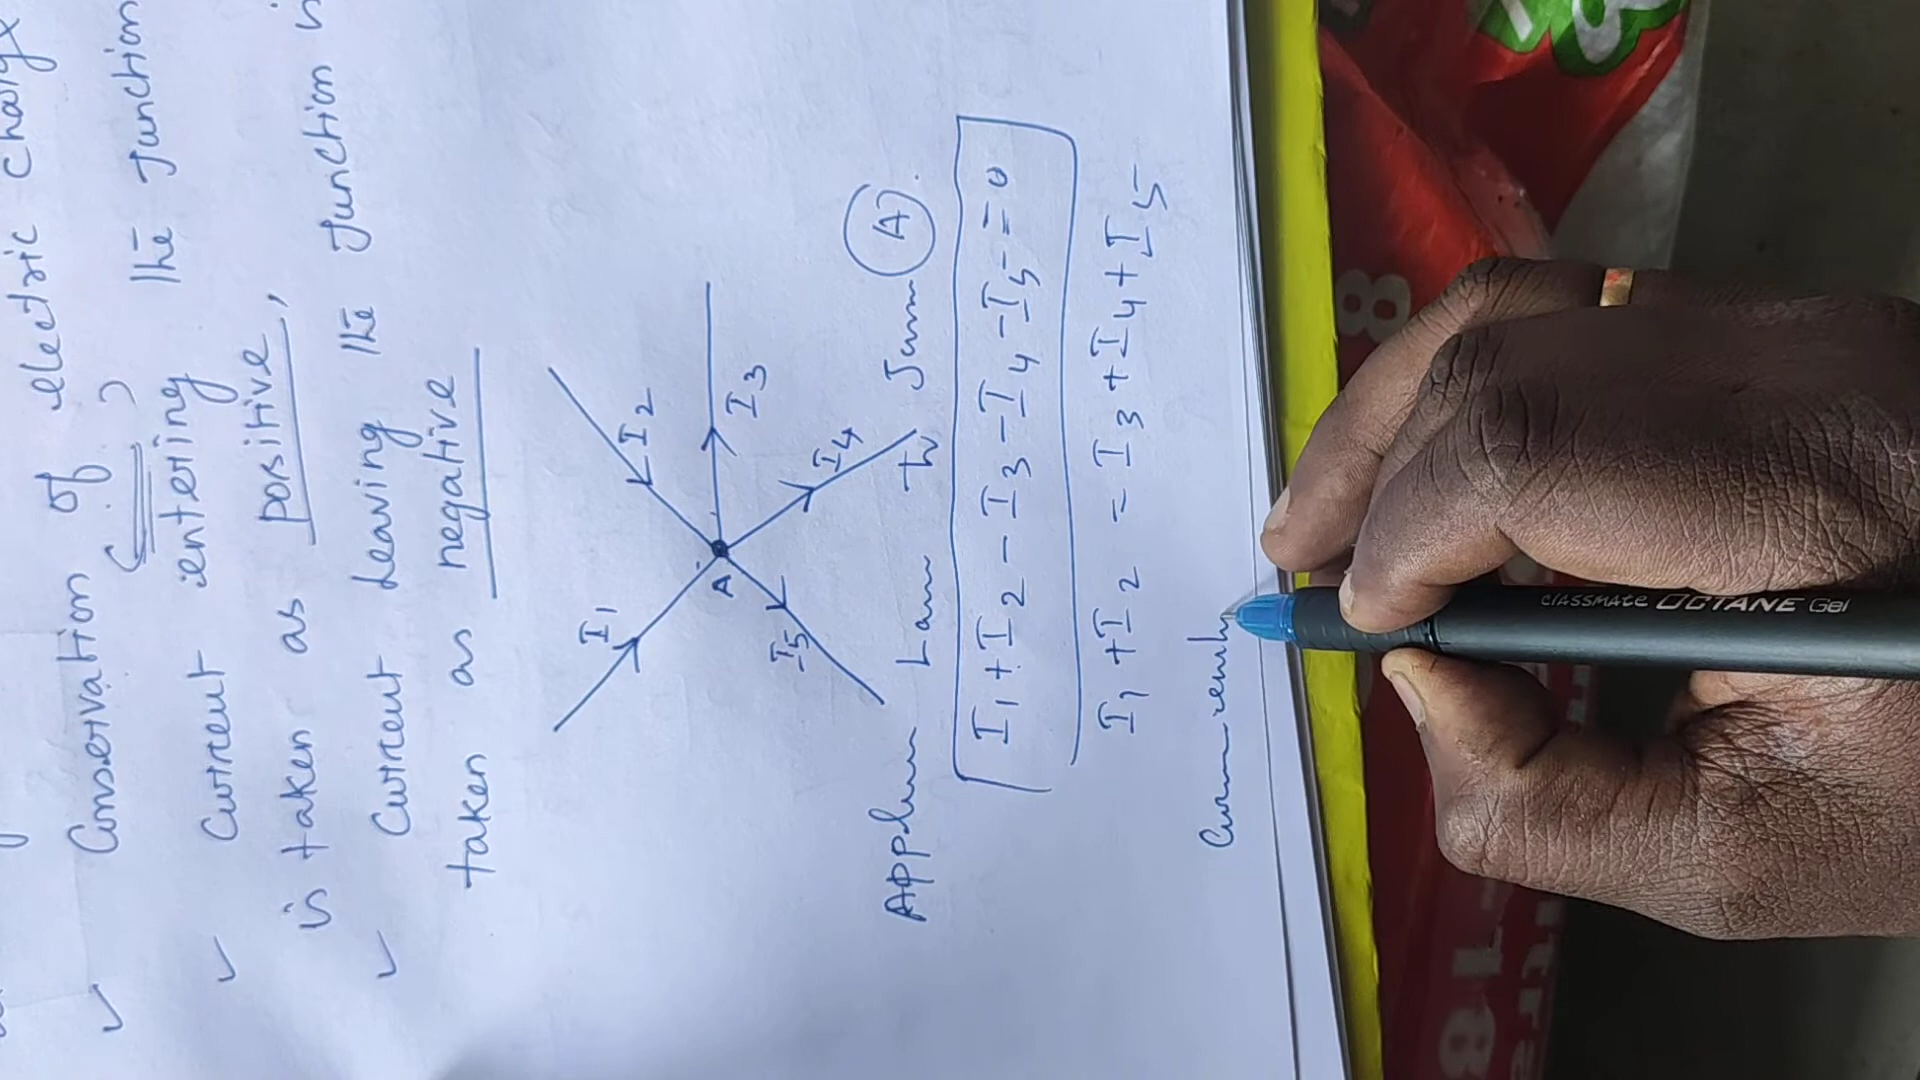 Conservation of electric charge
Current entering the Junction
is taken as positive,
Current leaving the Junction is
taken as negative
I1
I2
I3
A
I4
I5
Law to Junc (A).
I1 + I2 - I3 - I4 - I5 = 0
I1 + I2 = I3 + I4 + I5
classmate OCTANE Gel